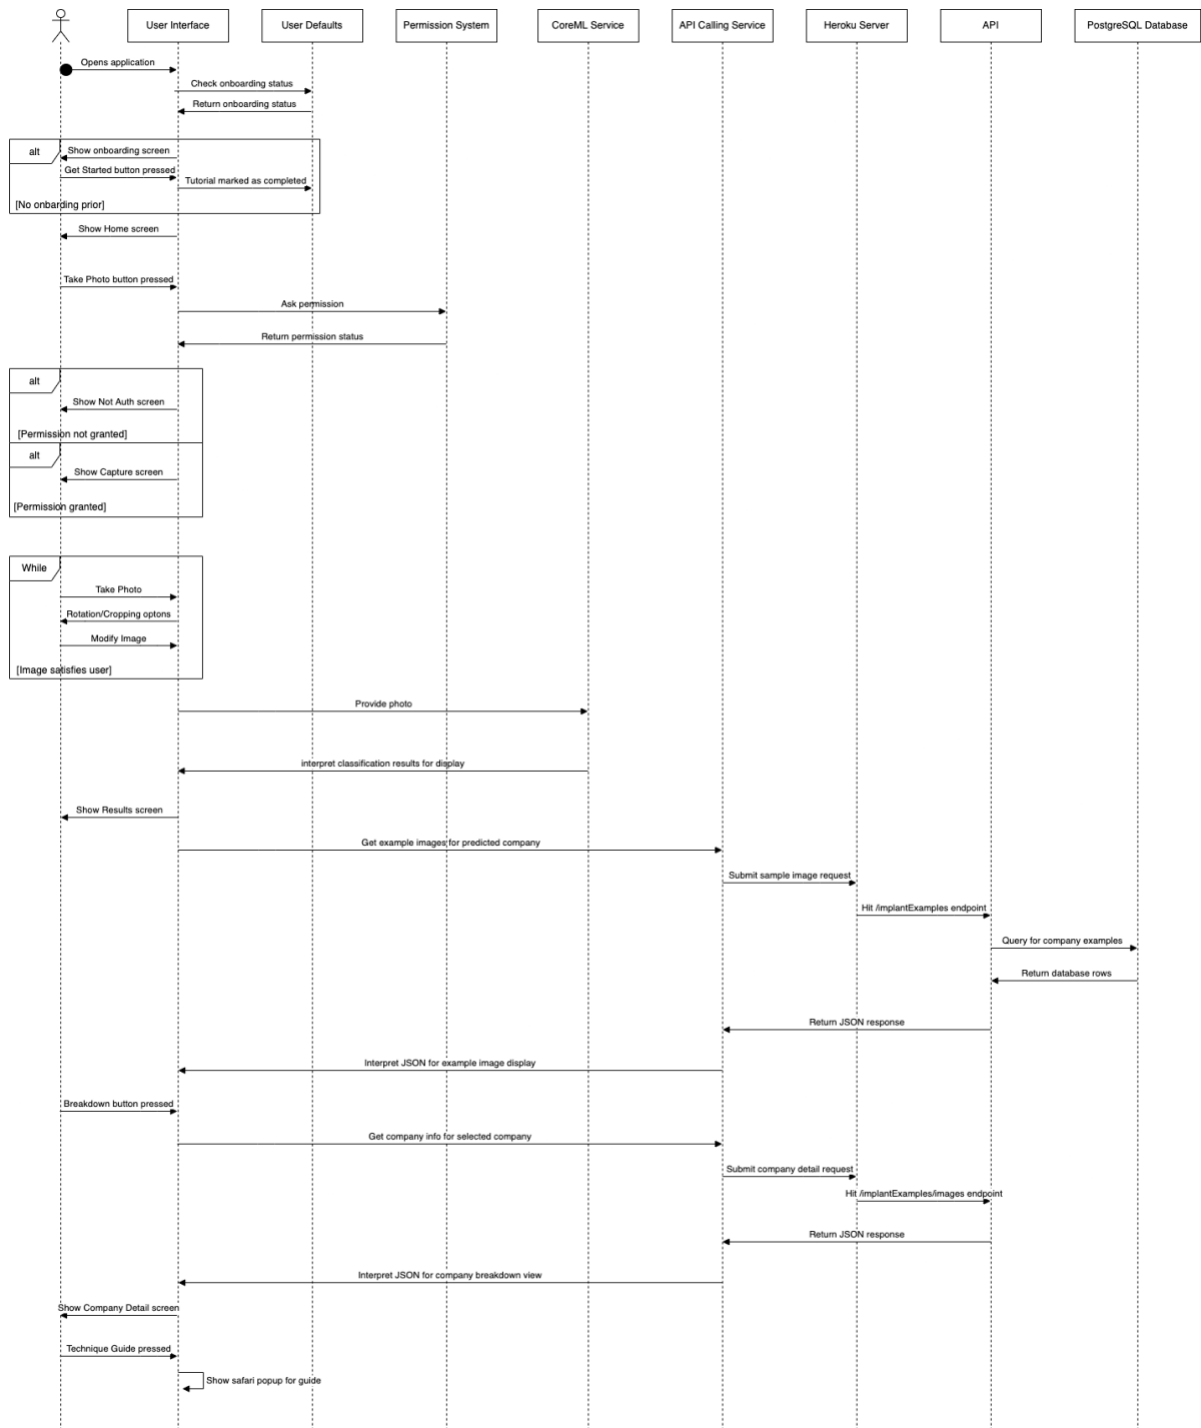 User Interface
User Defaults
Permission System
CoreML Service
API Calling Service
Heroku Server
API
PostgreSQL Database
Opens application
Check onboarding status
Return onboarding status
alt
Show onboarding screen
Get Started button pressed
Tutorial marked as completed
[No onbarding prior]
Show Home screen
Take Photo button pressed
Ask permission
Return permission status
alt
Show Not Auth screen
[Permission not granted]
alt
Show Capture screen
[Permission granted]
While
Take Photo
Rotation/Cropping optons
Modify Image
[Image satisfies user]
Provide photo
interpret classification results for display
Show Results screen
Get example images for predicted company
Submit sample image request
Hit /implantExamples endpoint
Query for company examples
Return database rows
Return JSON response
Interpret JSON for example image display
Breakdown button pressed
Get company info for selected company
Submit company detail request
Hit /implantExamples/images endpoint
Return JSON response
Interpret JSON for company breakdown view
Show Company Detail screen
Technique Guide pressed
Show safari popup for guide